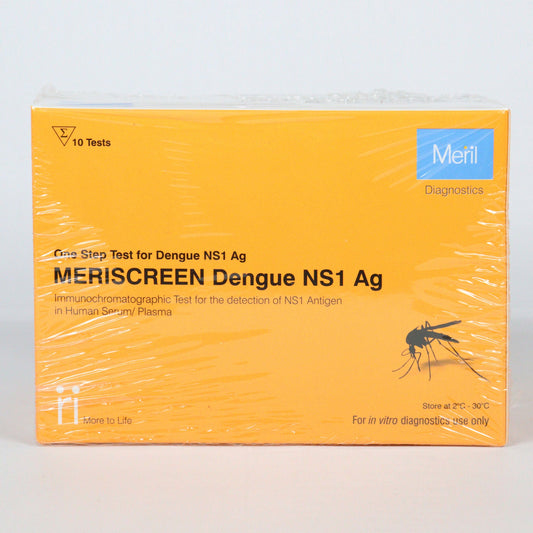 Σ 10 Tests
Meril
Diagnostics
One Step Test for Dengue NS1 Ag
MERISCREEN Dengue NS1 Ag
Immunochromatographic Test for the detection of NS1 Antigen
in Human Serum/ Plasma
More to Life
Store at 2°C - 30°C
For in vitro diagnostics use only